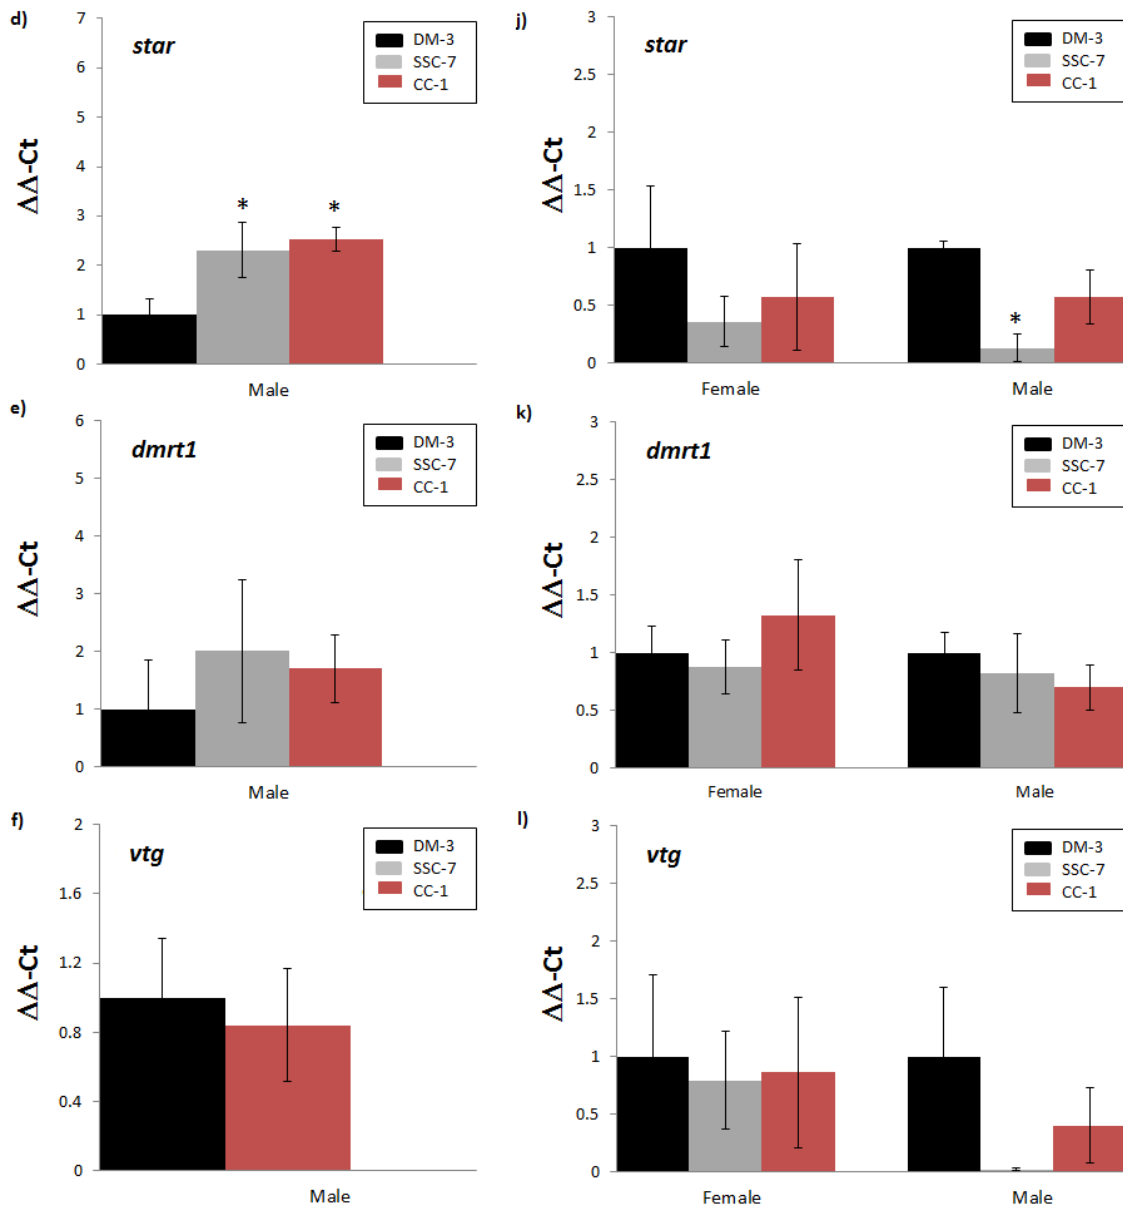 d)
star
DM-3
SSC-7
CC-1
ΔΔ-Ct
7
6
5
4
3
2
1
0
*
*
Male
j)
star
DM-3
SSC-7
CC-1
ΔΔ-Ct
3
2.5
2
1.5
1
0.5
0
*
Female
Male
e)
dmrt1
DM-3
SSC-7
CC-1
ΔΔ-Ct
6
5
4
3
2
1
0
Male
k)
dmrt1
DM-3
SSC-7
CC-1
ΔΔ-Ct
3
2.5
2
1.5
1
0.5
0
Female
Male
f)
vtg
DM-3
SSC-7
CC-1
ΔΔ-Ct
2
1.6
1.2
0.8
0.4
0
Male
l)
vtg
DM-3
SSC-7
CC-1
ΔΔ-Ct
3
2.5
2
1.5
1
0.5
0
Female
Male